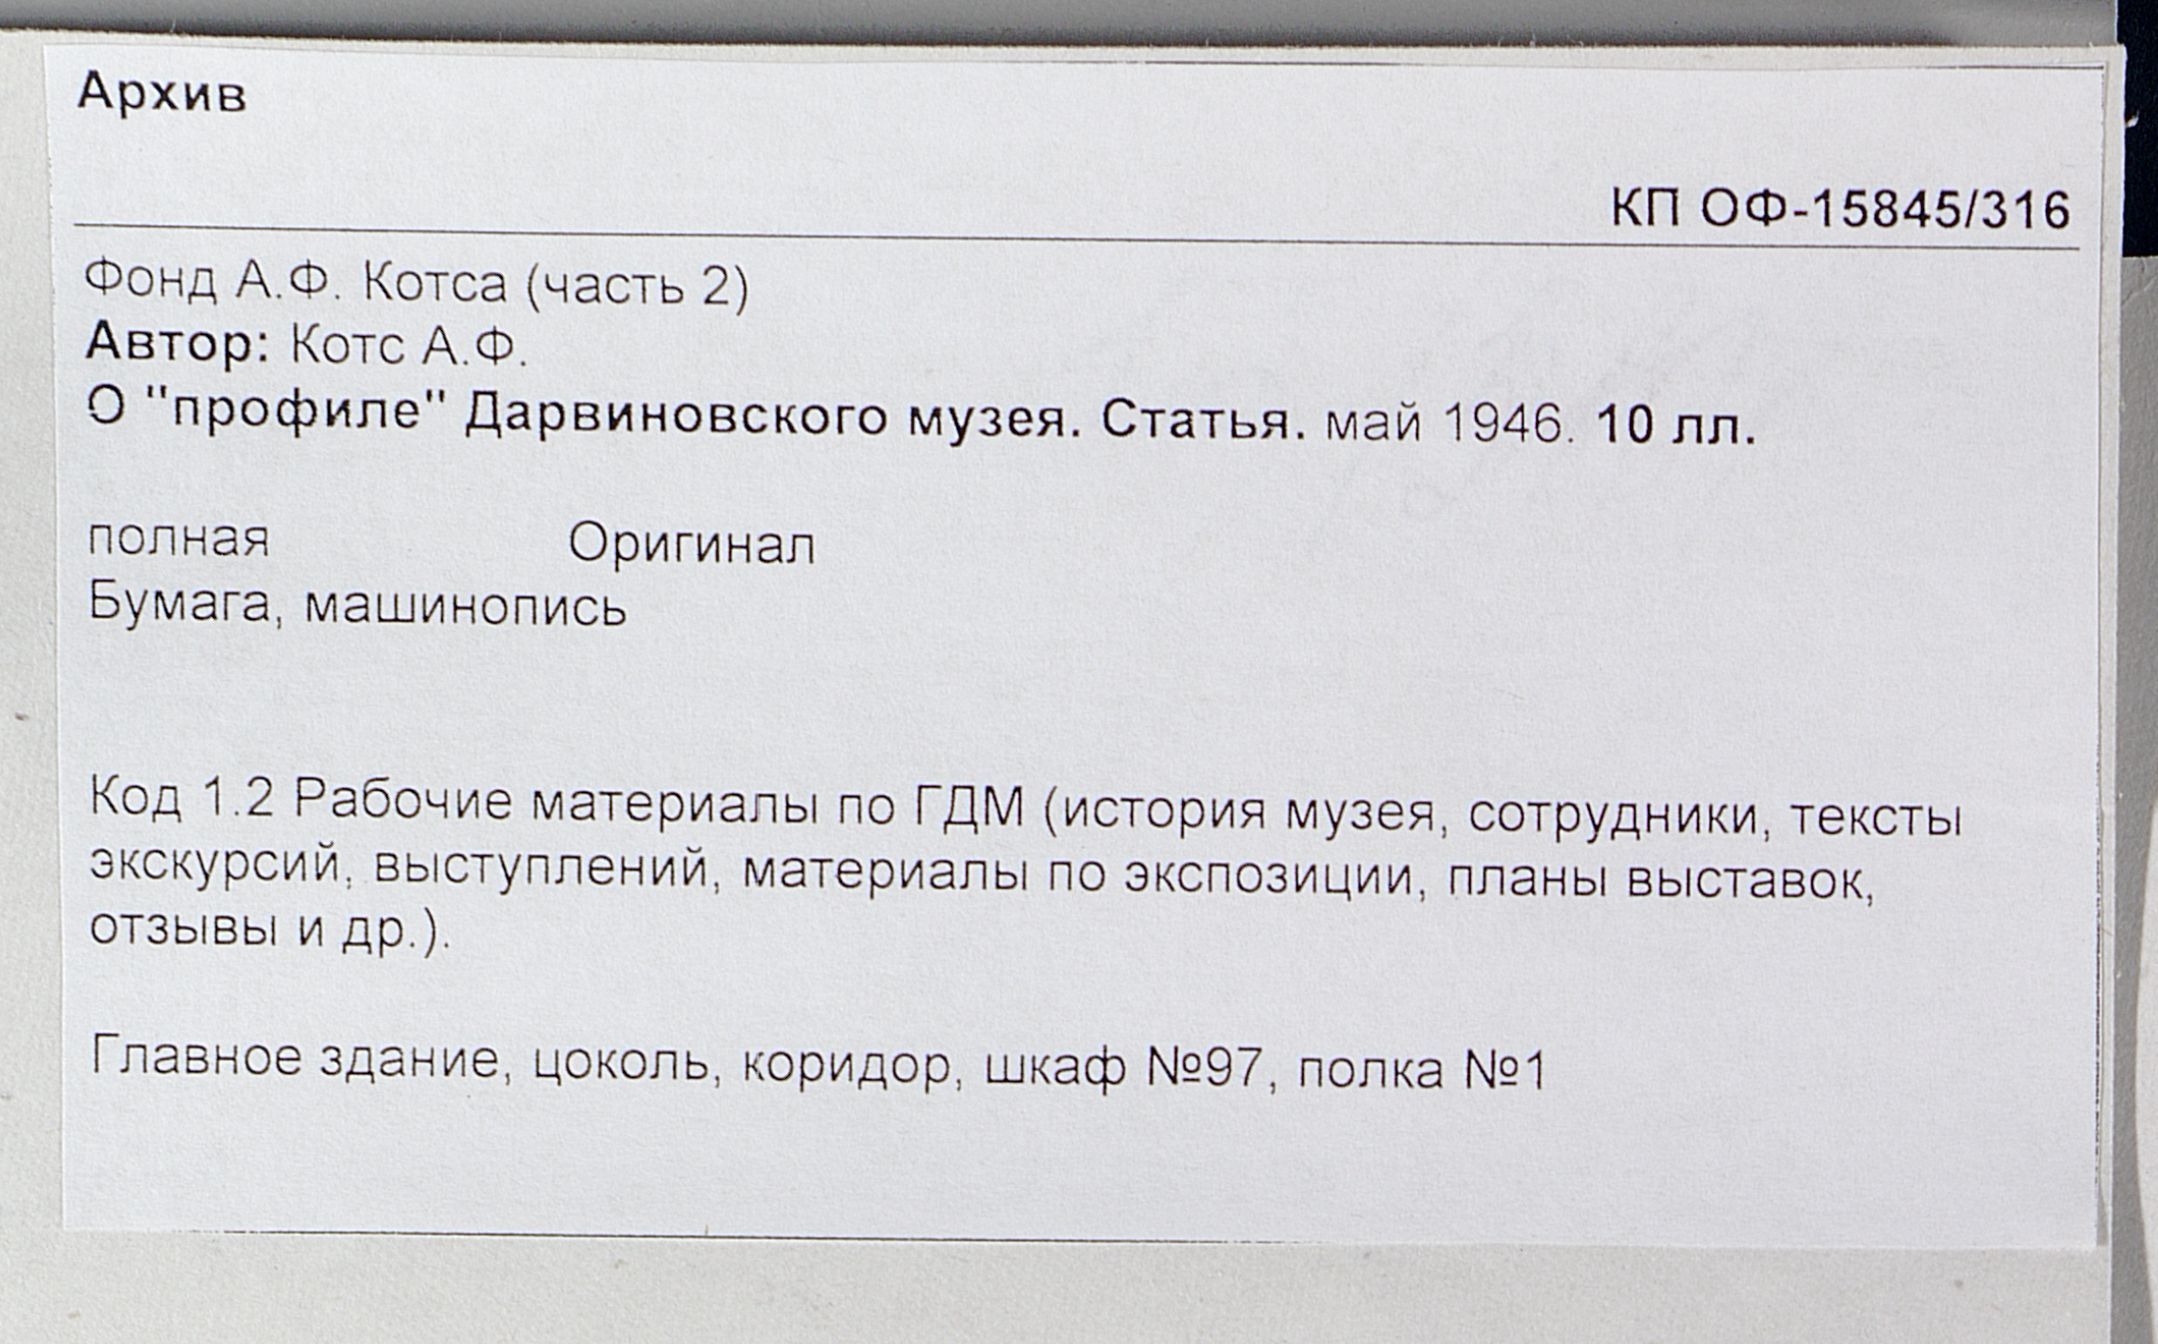 Архив
КП ОФ-15845/316
Фонд А.Ф. Котса (часть 2)
Автор: Котс А.Ф.
О "профиле" Дарвиновского музея. Статья. май 1946. 10 лл.
полная Оригинал
Бумага, машинопись
Код 1.2 Рабочие материалы по ГДМ (история музея, сотрудники, тексты
экскурсий, выступлений, материалы по экспозиции, планы выставок,
отзывы и др.).
Главное здание, цоколь, коридор, шкаф №97, полка №1